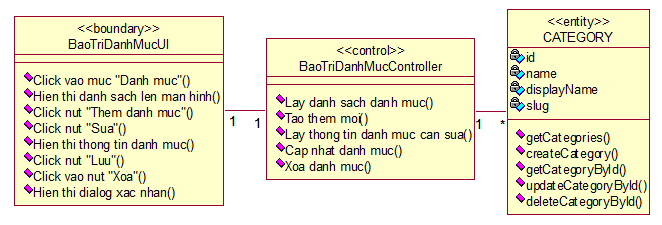 <<boundary>>
BaoTriDanhMucUI
Click vao muc "Danh muc"()
Hien thi danh sach len man hinh()
Click nut "Them danh muc"()
Click nut "Sua"()
Hien thi thong tin danh muc()
Click nut "Luu"()
Click vao nut "Xoa"()
Hien thi dialog xac nhan()
1
1
<<control>>
BaoTriDanhMucController
Lay danh sach danh muc()
Tao them moi()
Lay thong tin danh muc can sua()
Cap nhat danh muc()
Xoa danh muc()
1
*
<<entity>>
CATEGORY
id
name
displayName
slug
getCategories()
createCategory()
getCategoryById()
updateCategoryById()
deleteCategoryById()